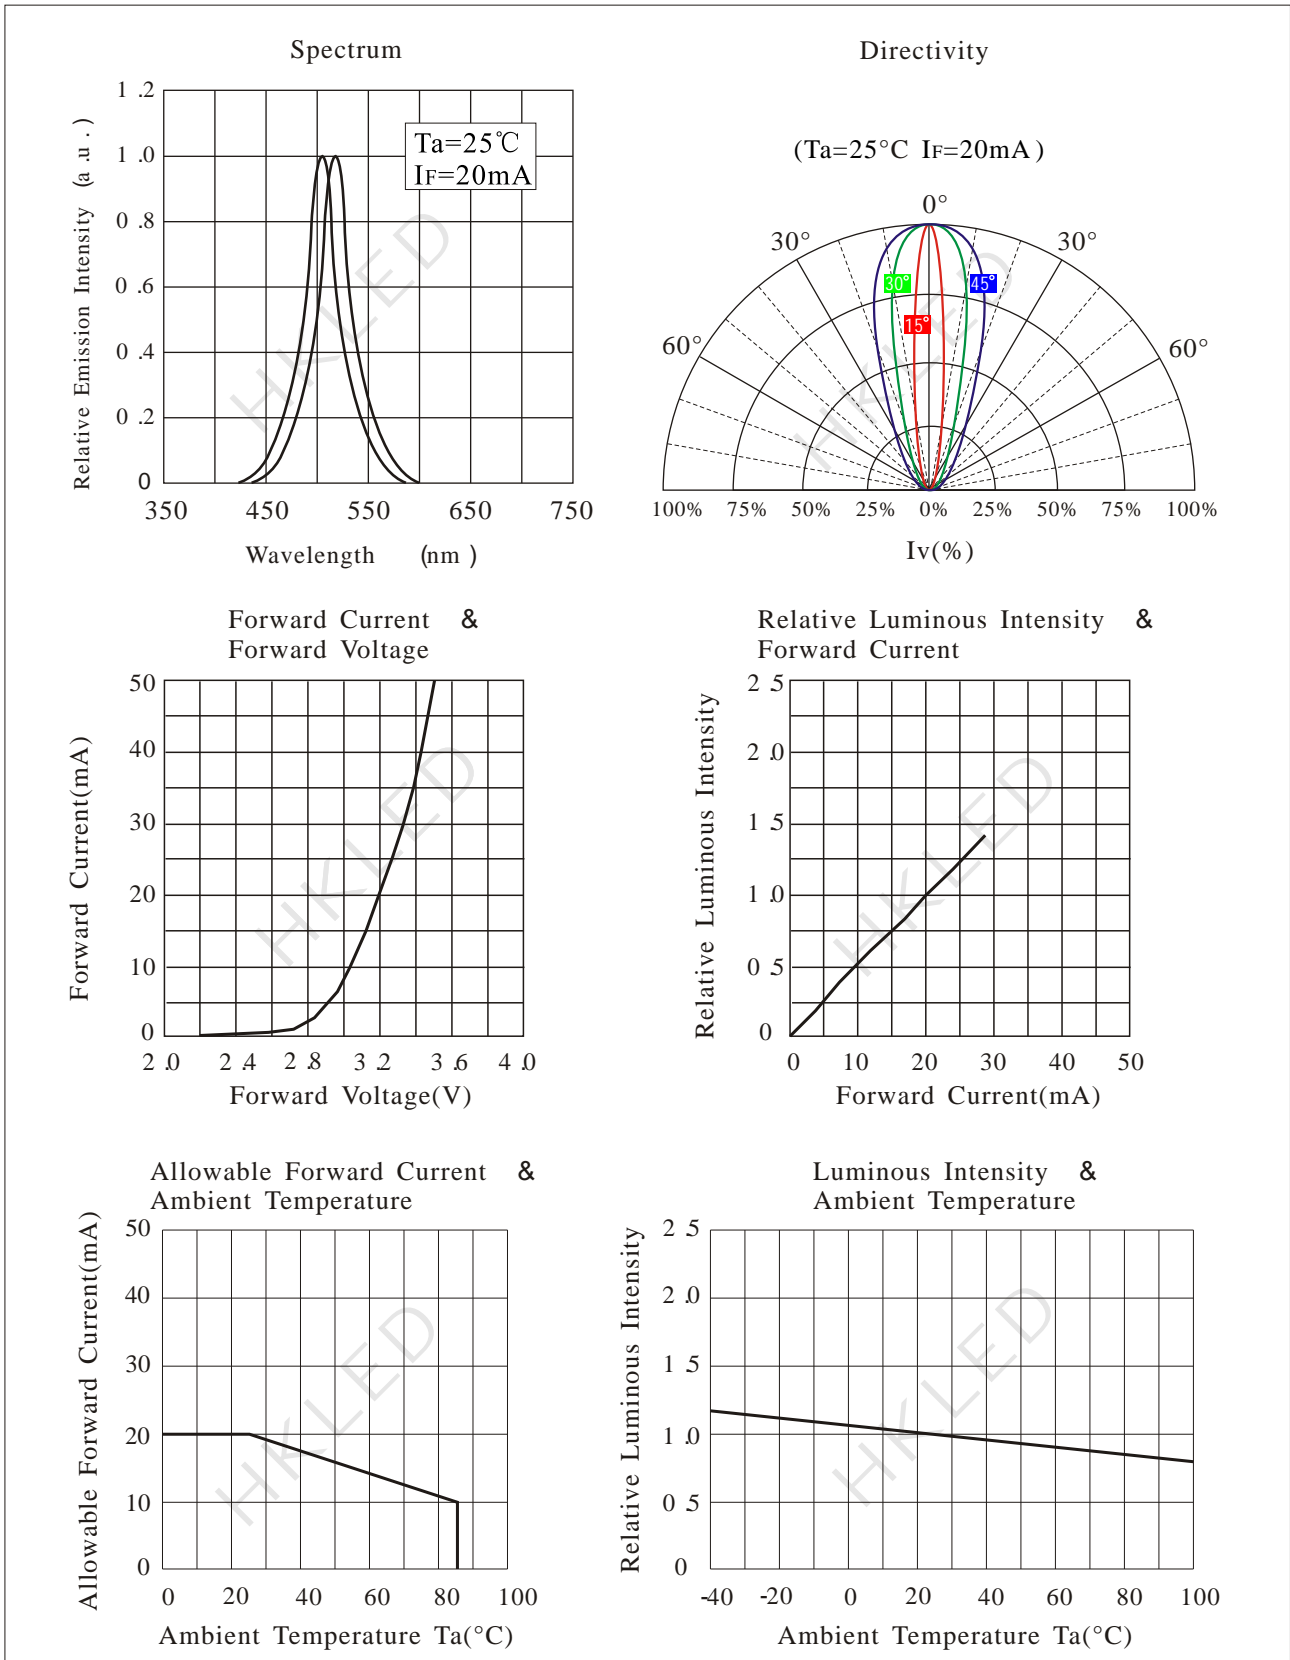 Spectrum
Relative Emission Intensity (a.u.)
1.2
1.0
0.8
0.6
0.4
0.2
0
Ta=25℃
IF=20mA
HKLED
350 450 550 650 750
Wavelength (nm)
Directivity
(Ta=25°C IF=20mA)
0°
30° 30°
60° 60°
30° 45°
15°
HKLED
100% 75% 50% 25% 0% 25% 50% 75% 100%
Iv(%)
Forward Current &
Forward Voltage
Forward Current(mA)
50
40
30
20
10
0
HKLED
2.0 2.4 2.8 3.2 3.6 4.0
Forward Voltage(V)
Relative Luminous Intensity &
Forward Current
Relative Luminous Intensity
2.5
2.0
1.5
1.0
0.5
0
HKLED
0 10 20 30 40 50
Forward Current(mA)
Allowable Forward Current &
Ambient Temperature
Allowable Forward Current(mA)
50
40
30
20
10
0
HKLED
0 20 40 60 80 100
Ambient Temperature Ta(°C)
Luminous Intensity &
Ambient Temperature
Relative Luminous Intensity
2.5
2.0
1.5
1.0
0.5
0
HKLED
-40 -20 0 20 40 60 80 100
Ambient Temperature Ta(°C)